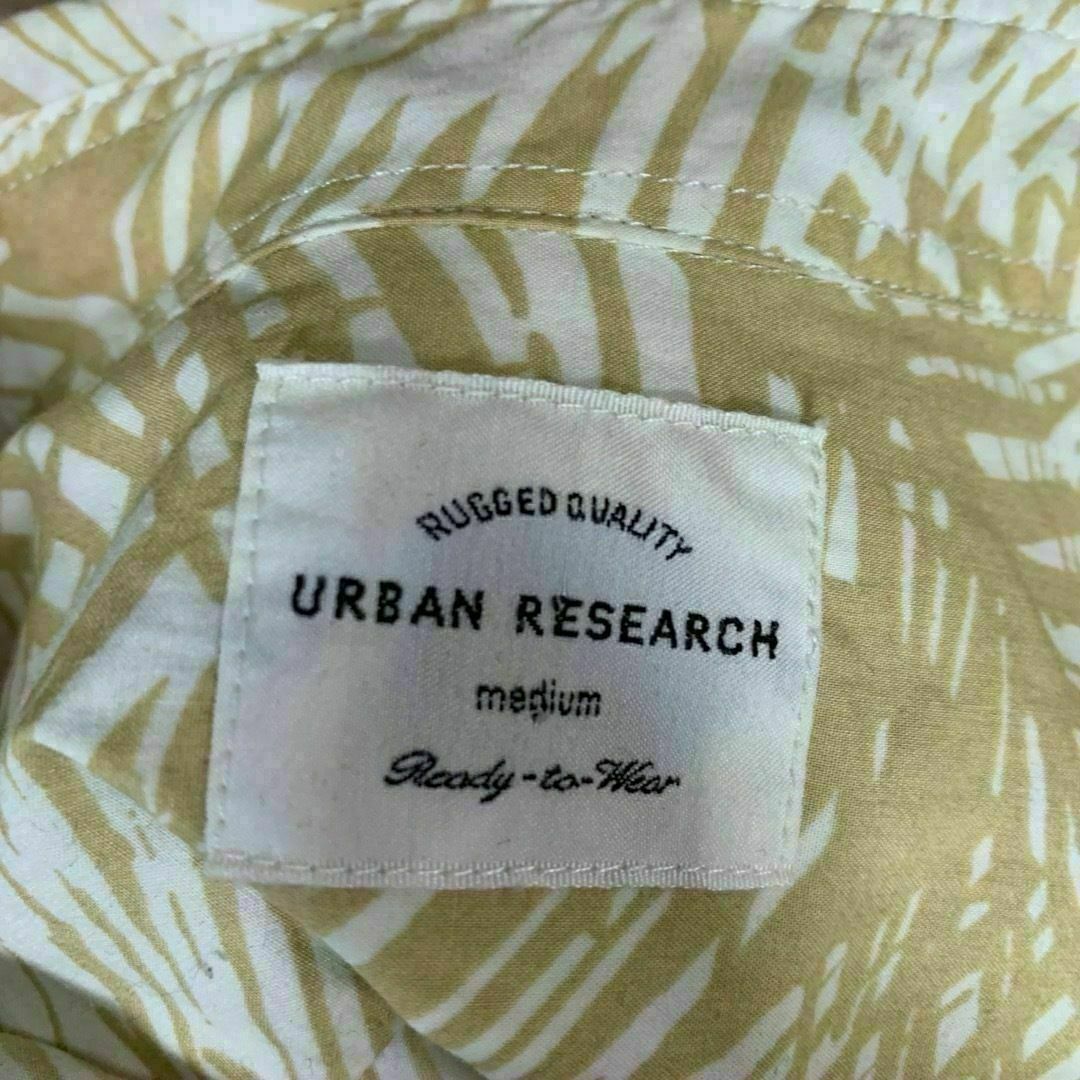 RUGGED QUALITY
URBAN RESEARCH
medium
Ready-to-Wear